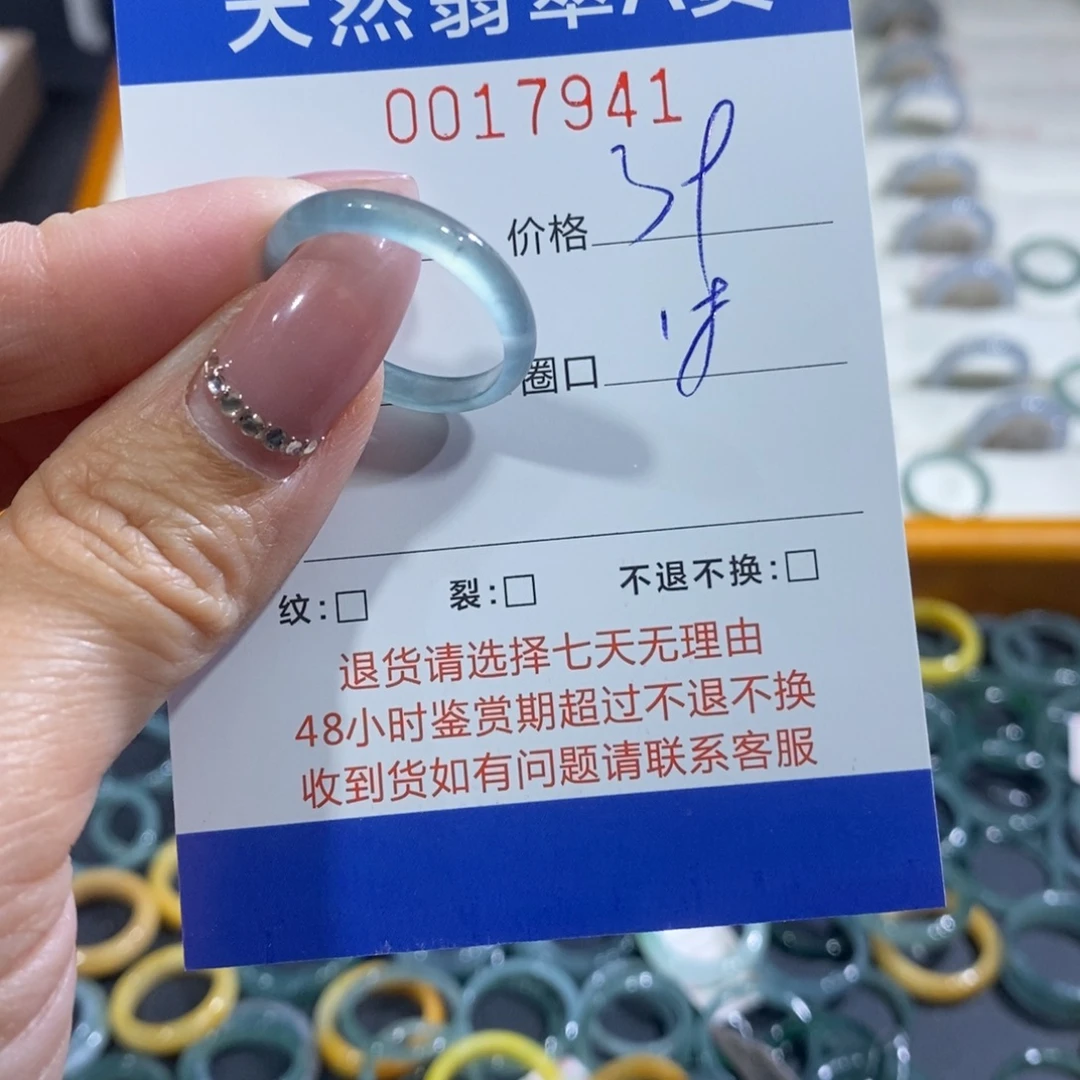 天然翡翠A货
0017941
价格
圈口
纹:□ 裂:□ 不退不换:□
退货请选择七天无理由
48小时鉴赏期超过不退不换
收到货如有问题请联系客服